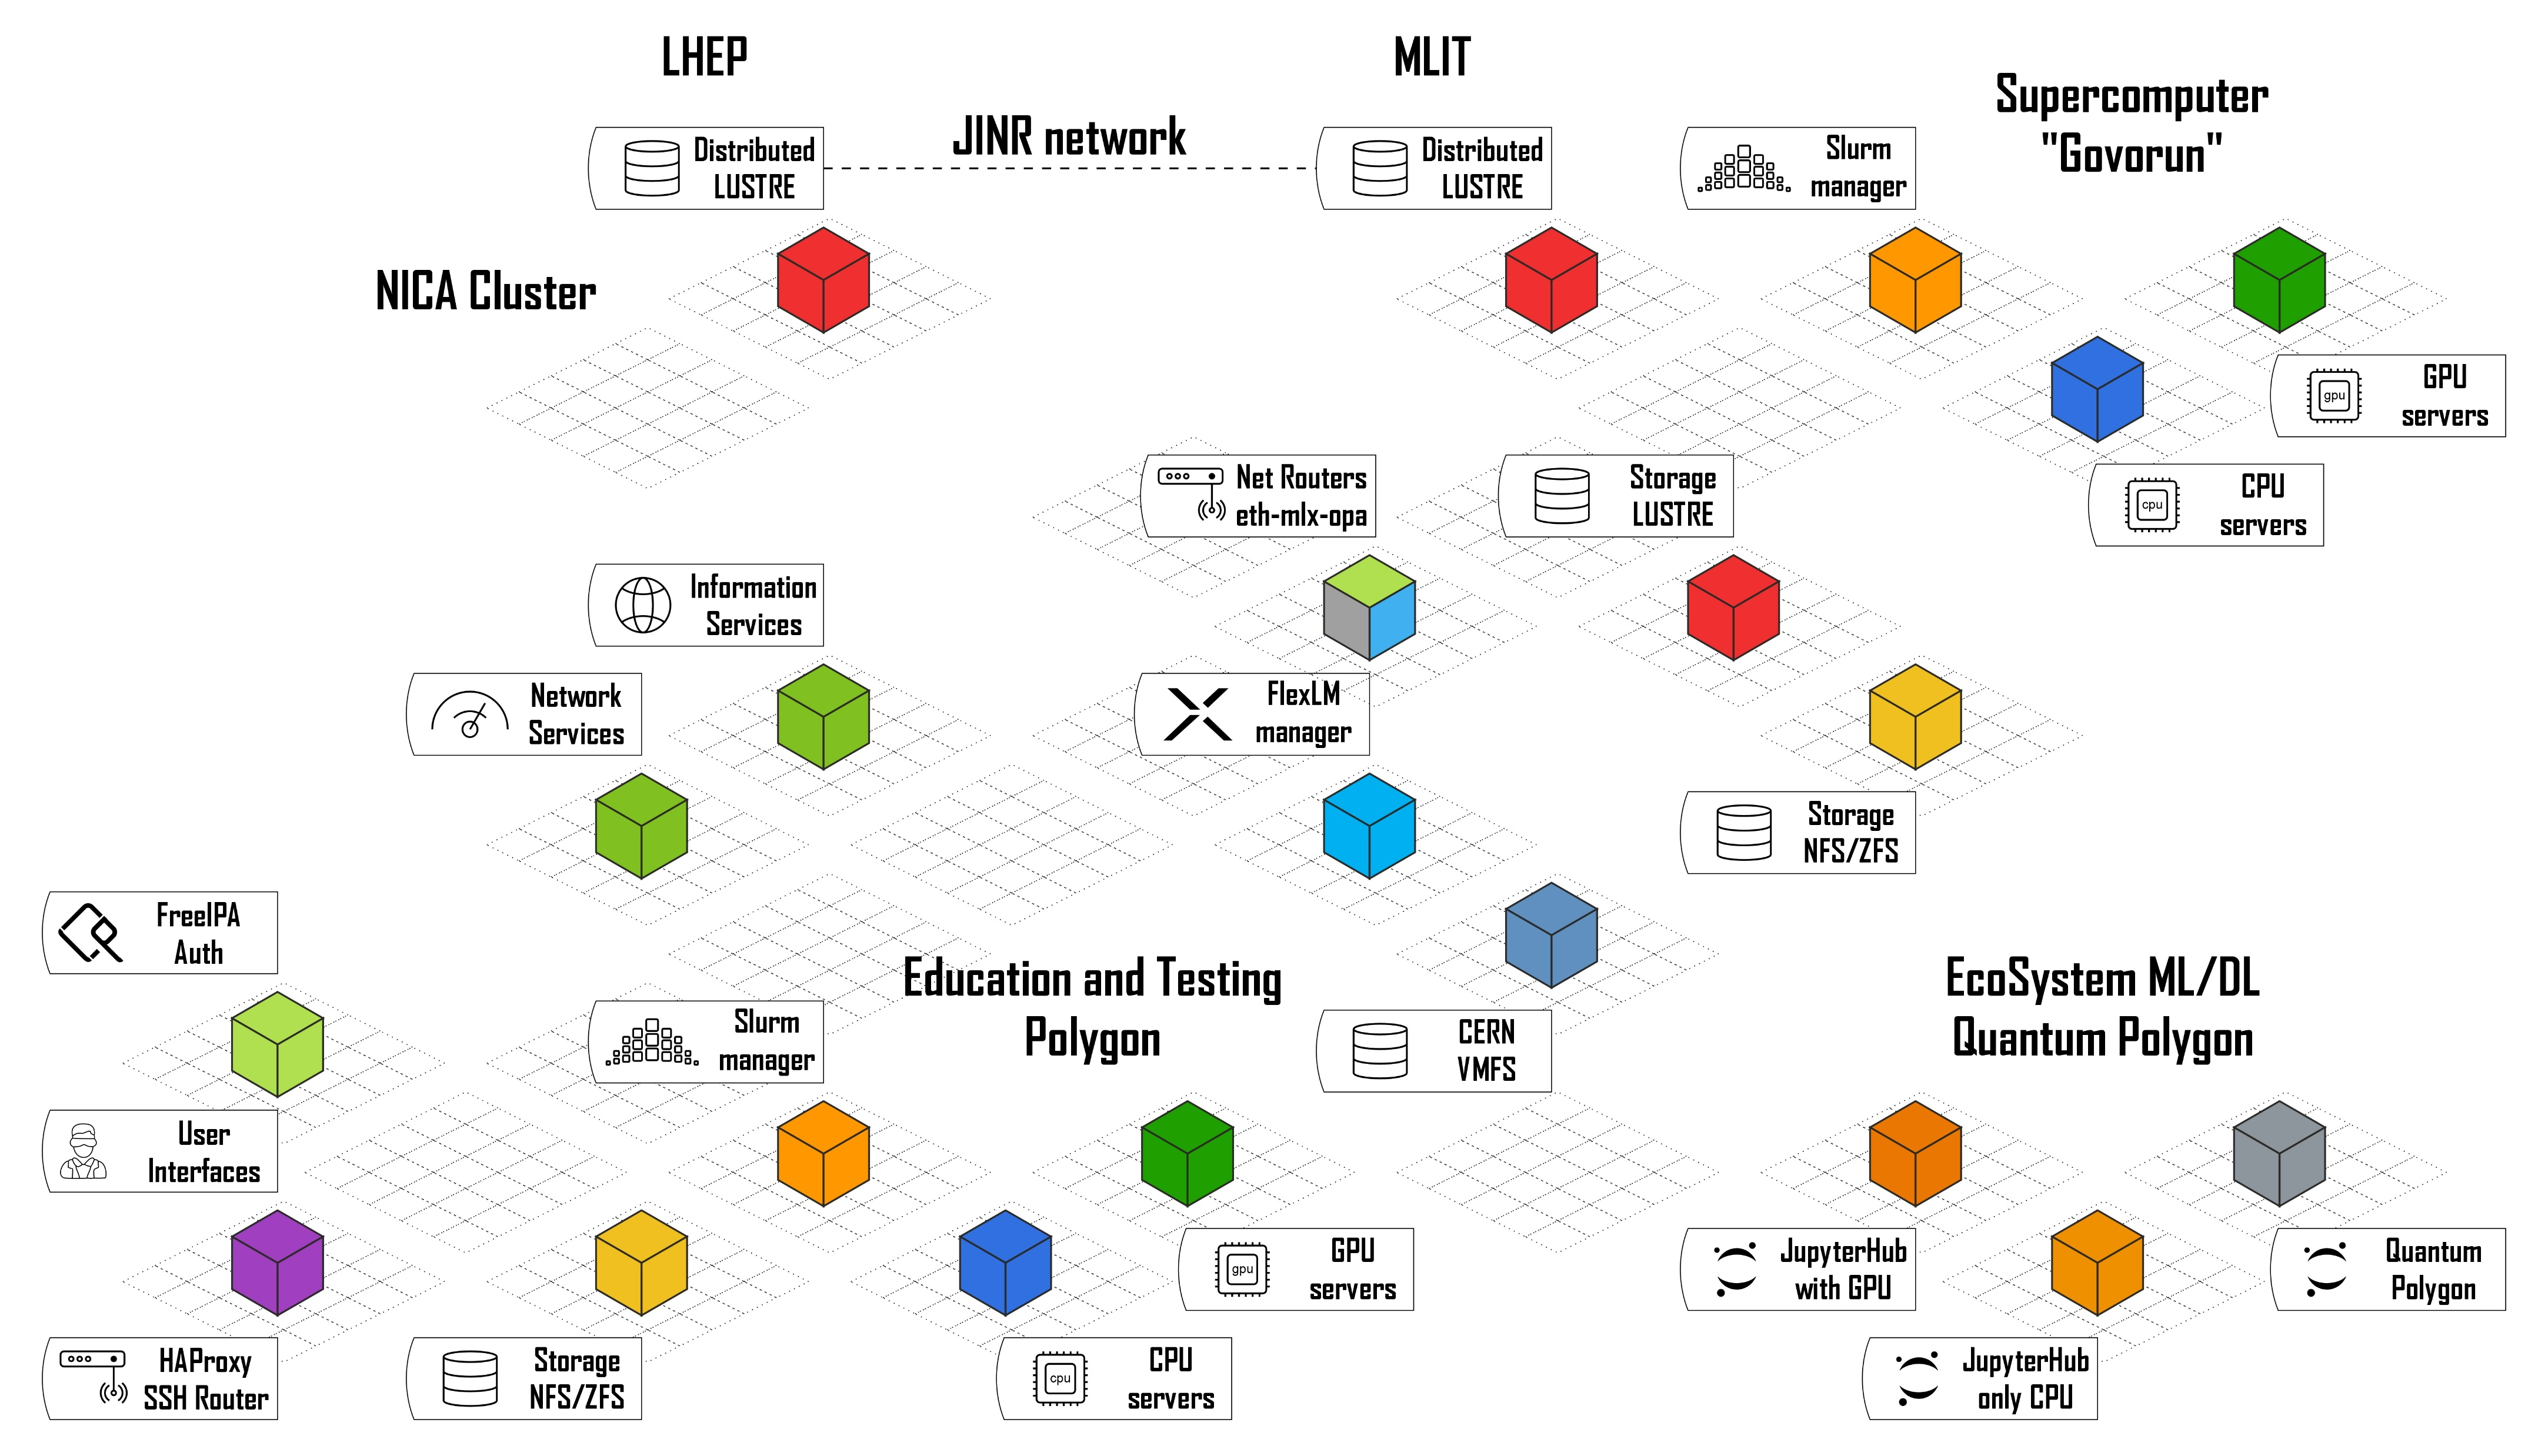 LHEP
MLIT
Supercomputer
"Govorun"
JINR network
Distributed
LUSTRE
Distributed
LUSTRE
Slurm
manager
NICA Cluster
gpu
GPU
servers
Net Routers
eth-mlx-opa
Storage
LUSTRE
cpu
CPU
servers
Information
Services
Network
Services
FlexLM
manager
Storage
NFS/ZFS
FreeIPA
Auth
Education and Testing
Polygon
EcoSystem ML/DL
Quantum Polygon
Slurm
manager
CERN
VMFS
User
Interfaces
gpu
GPU
servers
JupyterHub
with GPU
Quantum
Polygon
HAProxy
SSH Router
Storage
NFS/ZFS
cpu
CPU
servers
JupyterHub
only CPU